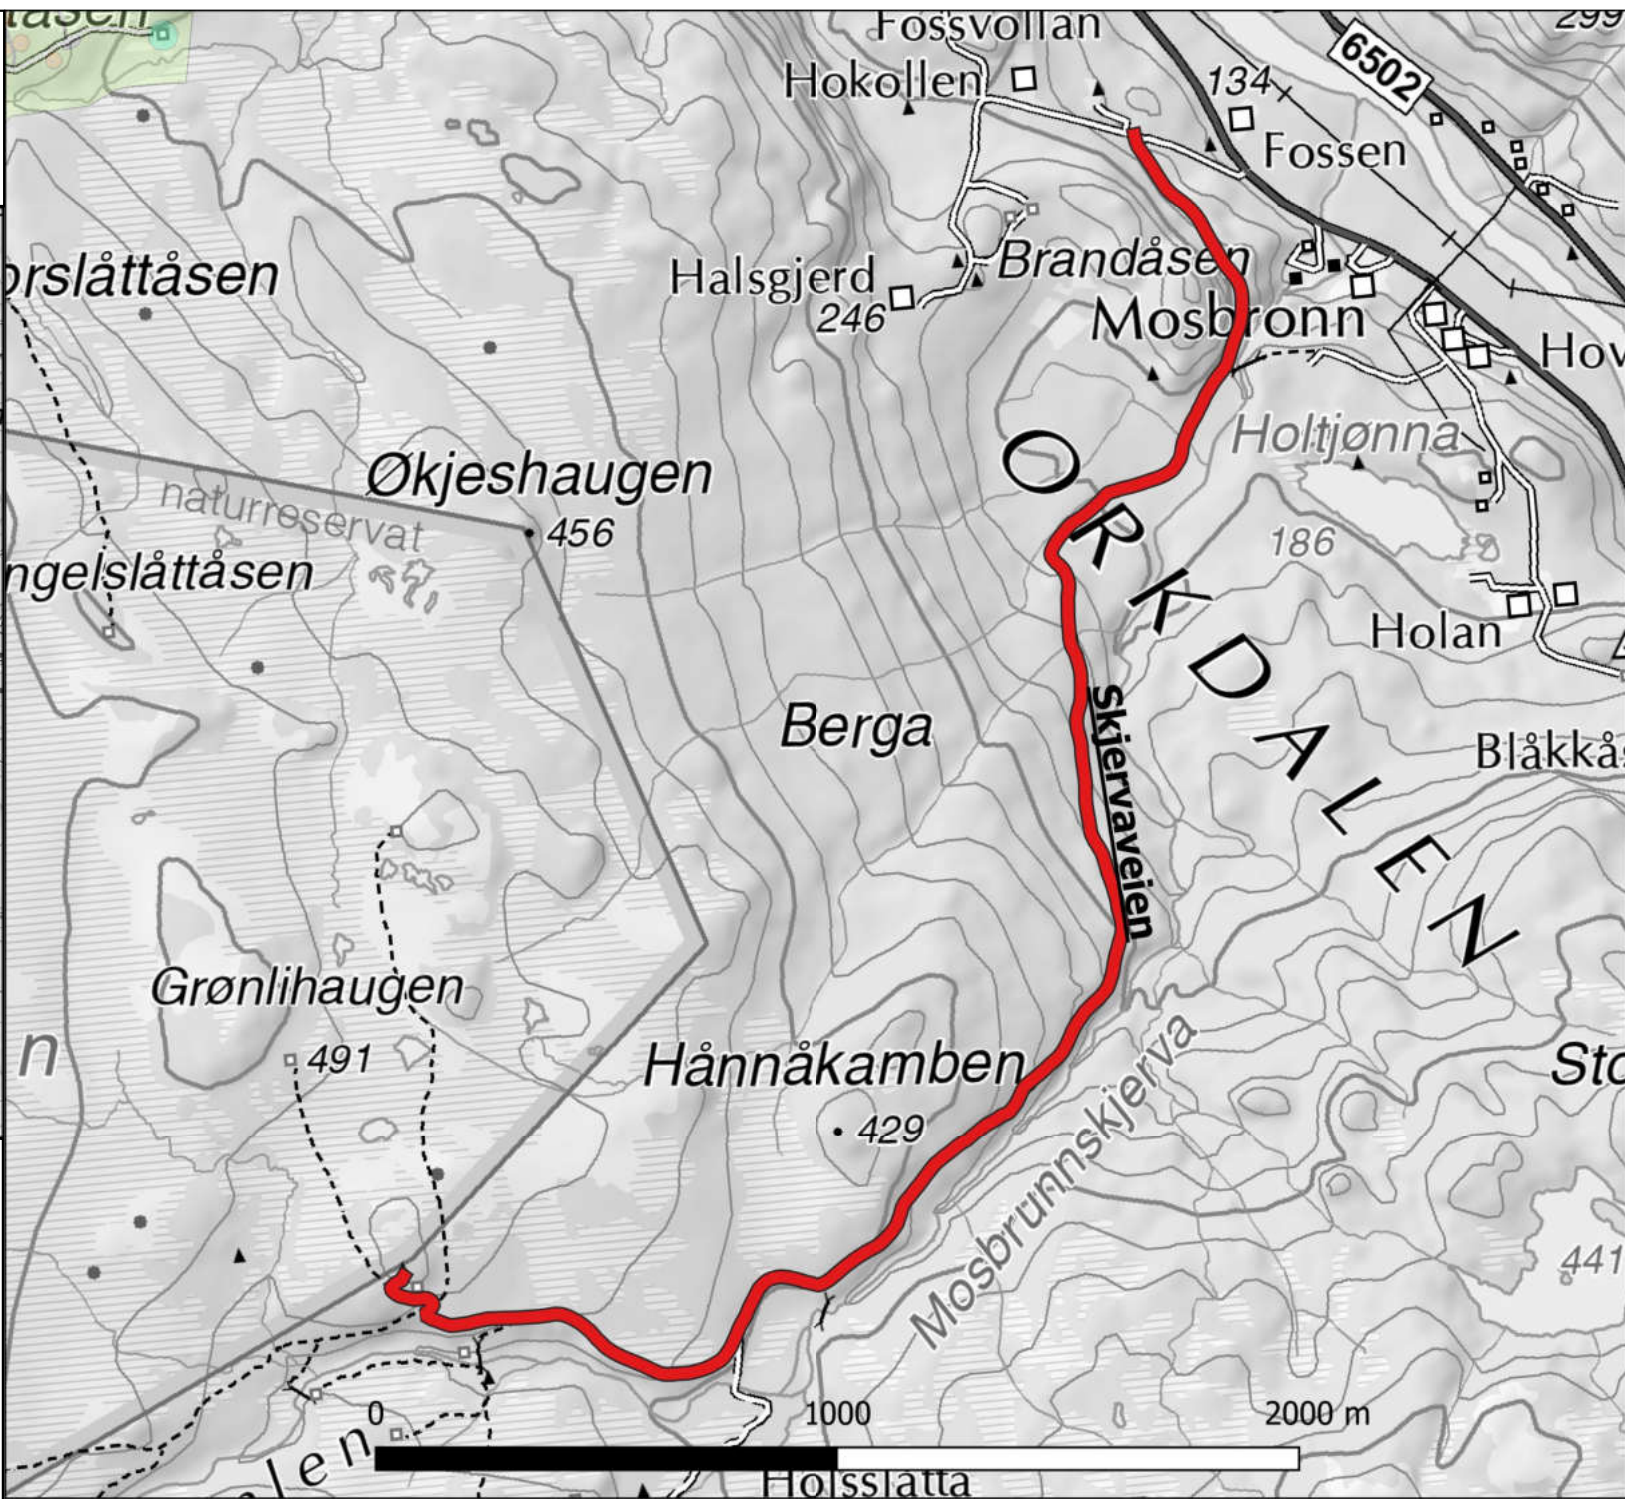 Fossvollan
299
6502
Hokollen
134
Fossen
Brandåsen
Halsgjerd
246
Mosbronn
Hov
Økjeshaugen
naturreservat
456
Holtjønna
186
ORKDALEN
Holan
Berga
Skjervaveien
Blåkkås
Grønlihaugen
491
n
Hånnåkamben
429
Mosbrunnskjerva
Sto
441
0
1000
2000 m
Holsslåtta